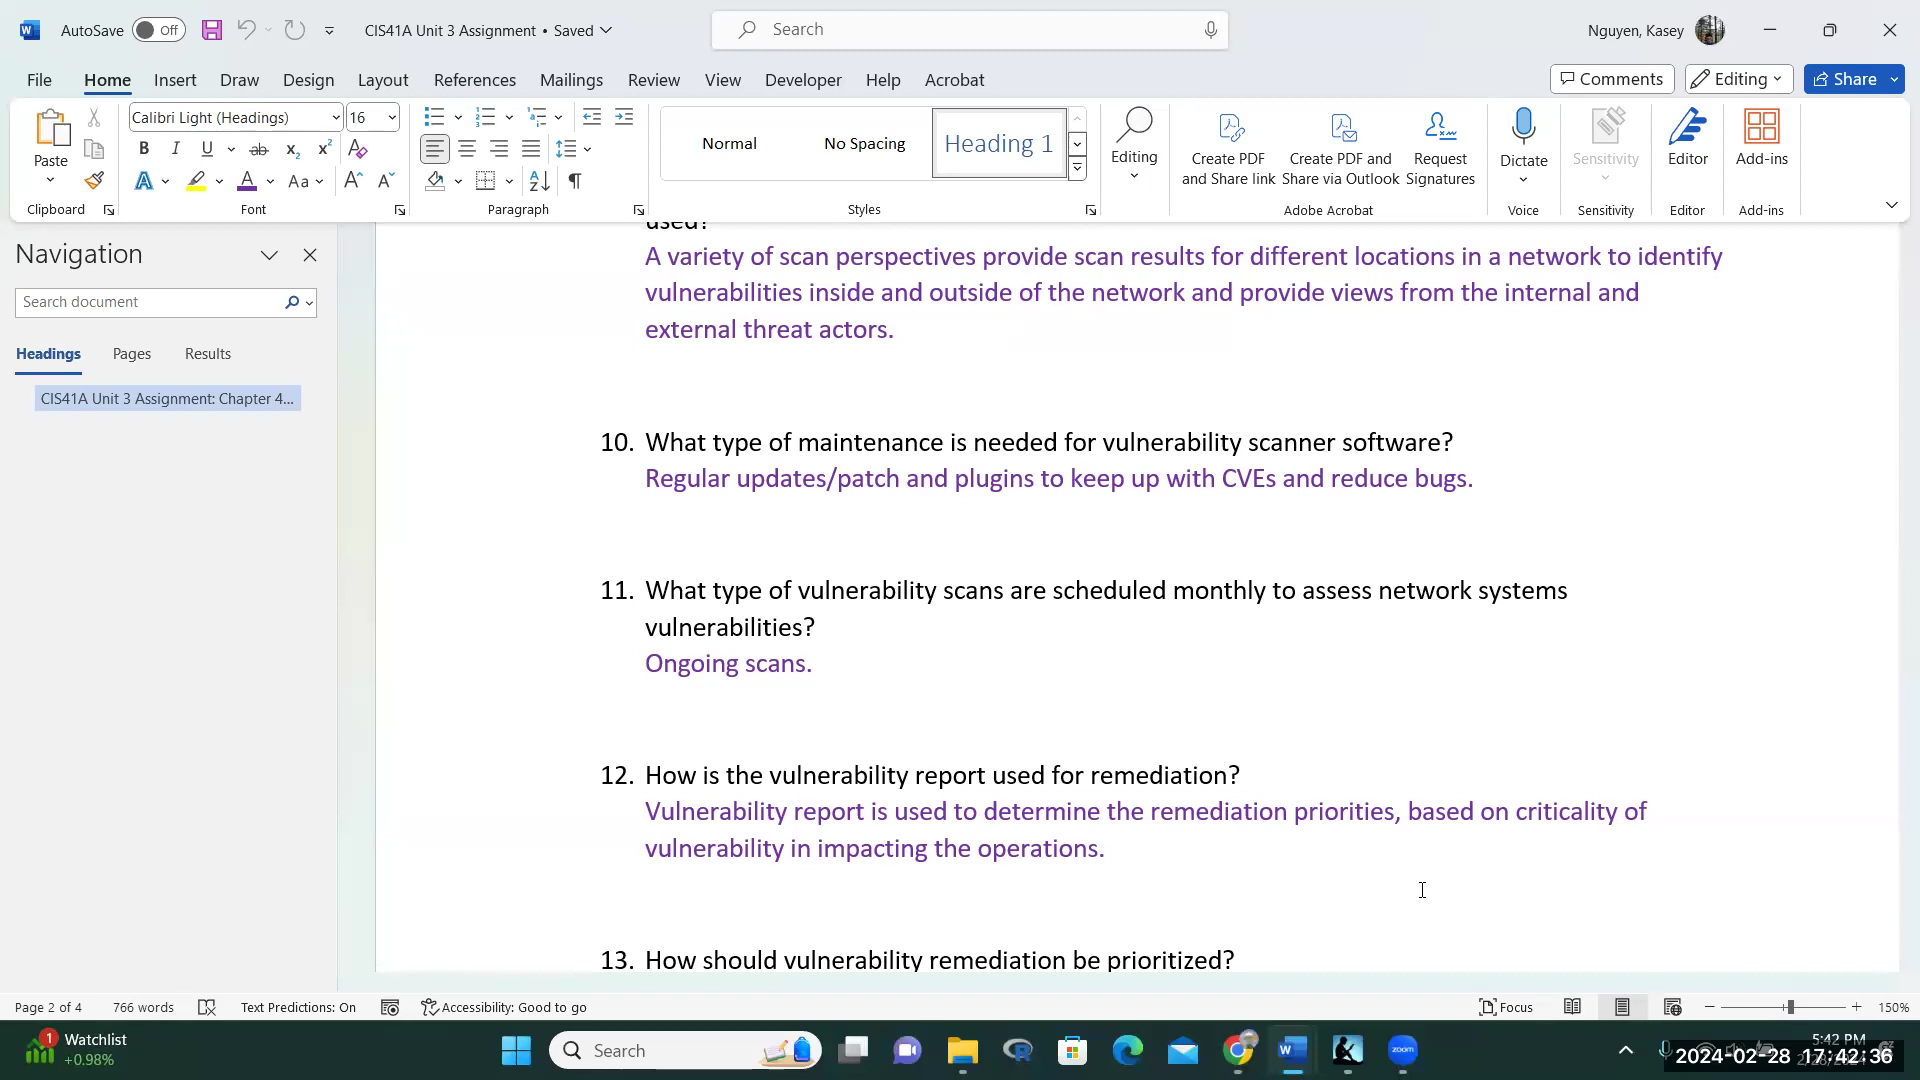 AutoSave Off CIS41A Unit 3 Assignment • Saved Search Nguyen, Kasey
File Home Insert Draw Design Layout References Mailings Review View Developer Help Acrobat Comments Editing Share
Paste Calibri Light (Headings) 16 Normal No Spacing Heading 1 Editing Create PDF and Share link Create PDF and Share via Outlook Request Signatures Dictate Sensitivity Editor Add-ins
Clipboard Font Paragraph Styles Adobe Acrobat Voice Sensitivity Editor Add-ins
Navigation
Search document
Headings Pages Results
CIS41A Unit 3 Assignment: Chapter 4...
used?
A variety of scan perspectives provide scan results for different locations in a network to identify
vulnerabilities inside and outside of the network and provide views from the internal and
external threat actors.
10. What type of maintenance is needed for vulnerability scanner software?
Regular updates/patch and plugins to keep up with CVEs and reduce bugs.
11. What type of vulnerability scans are scheduled monthly to assess network systems
vulnerabilities?
Ongoing scans.
12. How is the vulnerability report used for remediation?
Vulnerability report is used to determine the remediation priorities, based on criticality of
vulnerability in impacting the operations.
13. How should vulnerability remediation be prioritized?
Page 2 of 4 766 words Text Predictions: On Accessibility: Good to go Focus 150%
1 Watchlist
+0.98%
Search
zoom
5:42 PM
2024-02-28 17:42:36